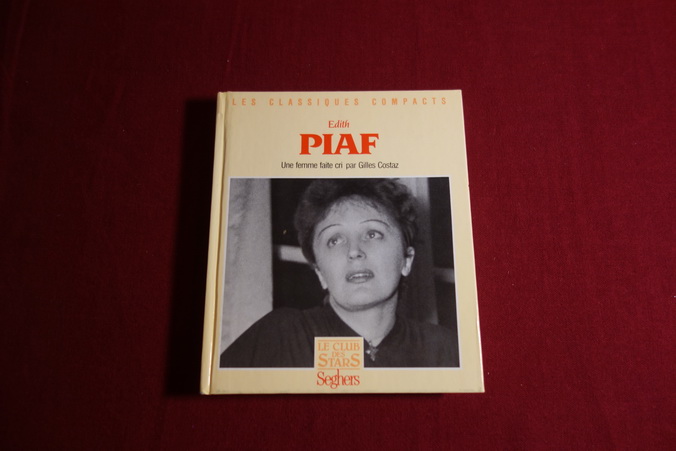 LES CLASSIQUES COMPACTS
Edith
PIAF
Une femme faite cri par Gilles Costaz
LE CLUB
DES
STARS
Seghers